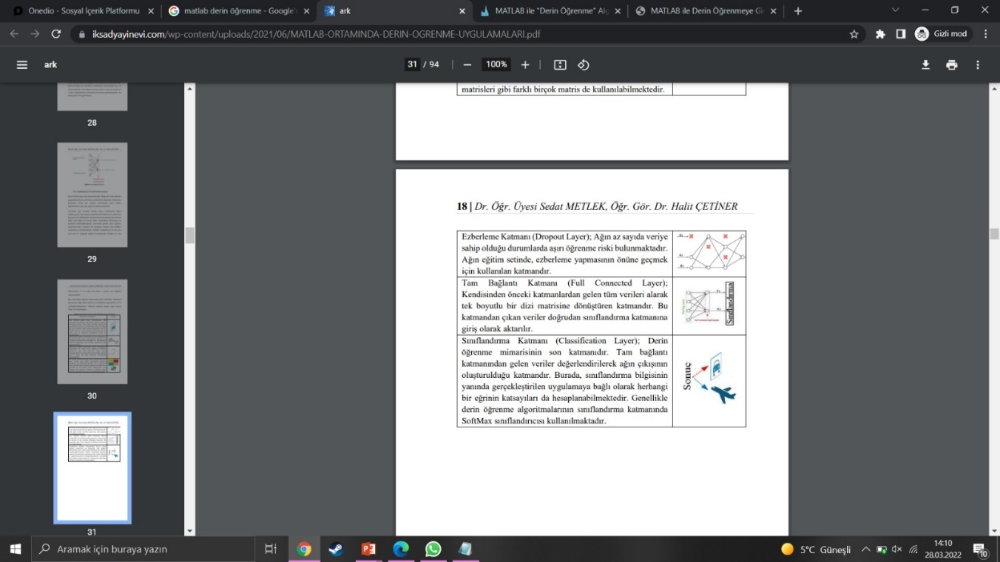 Onedio - Sosyal İçerik Platformu
matlab derin öğrenme - Google'
ark
MATLAB ile "Derin Öğrenme" Alg
MATLAB ile Derin Öğrenmeye Gi
iksadyayinevi.com/wp-content/uploads/2021/06/MATLAB-ORTAMINDA-DERIN-OGRENME-UYGULAMALARI.pdf
Gizli mod
ark
31 / 94
100%
28
29
30
31
matrisleri gibi farklı birçok matris de kullanılabilmektedir.
18 | Dr. Öğr. Üyesi Sedat METLEK, Öğr. Gör. Dr. Halit ÇETİNER
Ezberleme Katmanı (Dropout Layer); Ağın az sayıda veriye
sahip olduğu durumlarda aşırı öğrenme riski bulunmaktadır.
Ağın eğitim setinde, ezberleme yapmasının önüne geçmek
için kullanılan katmandır.
Tam Bağlantı Katmanı (Full Connected Layer);
Kendisinden önceki katmanlardan gelen tüm verileri alarak
tek boyutlu bir dizi matrisine dönüştüren katmandır. Bu
katmandan çıkan veriler doğrudan sınıflandırma katmanına
giriş olarak aktarılır.
Sınıflandırma
Sınıflandırma Katmanı (Classification Layer); Derin
öğrenme mimarisinin son katmanıdır. Tam bağlantı
katmanından gelen veriler değerlendirilerek ağın çıkışının
oluşturulduğu katmandır. Burada, sınıflandırma bilgisinin
yanında gerçekleştirilen uygulamaya bağlı olarak herhangi
bir eğrinin katsayıları da hesaplanabilmektedir. Genellikle
derin öğrenme algoritmalarının sınıflandırma katmanında
SoftMax sınıflandırıcısı kullanılmaktadır.
Sonuç
Aramak için buraya yazın
5°C Güneşli
14:10
28.03.2022
10